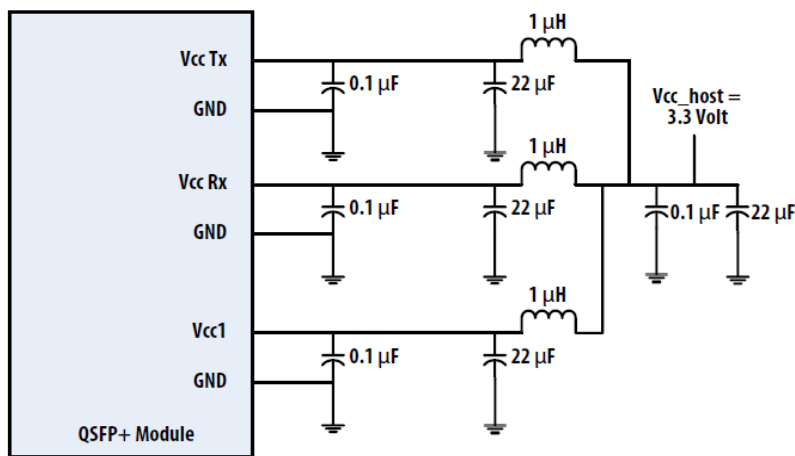 1 μH
Vcc Tx
0.1 μF
22 μF
GND
Vcc_host =
3.3 Volt
1 μH
Vcc Rx
0.1 μF
22 μF
0.1 μF
22 μF
GND
1 μH
Vcc1
0.1 μF
22 μF
GND
QSFP+ Module